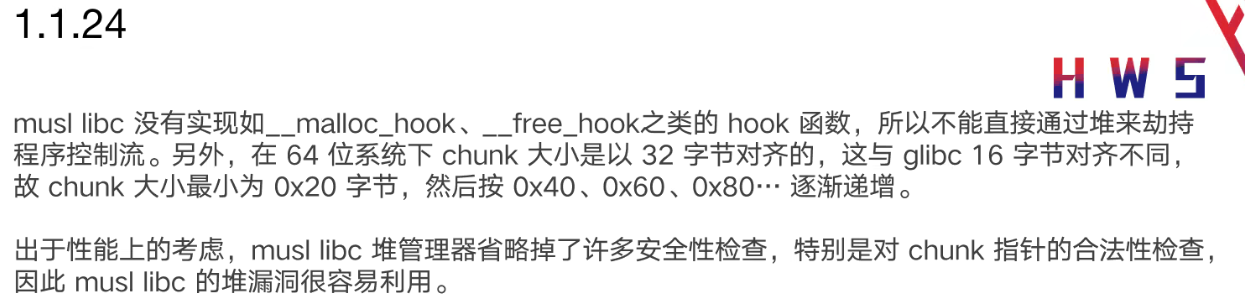 1.1.24
HWS
musl libc 没有实现如__malloc_hook、__free_hook之类的 hook 函数，所以不能直接通过堆来劫持
程序控制流。另外，在 64 位系统下 chunk 大小是以 32 字节对齐的，这与 glibc 16 字节对齐不同，
故 chunk 大小最小为 0x20 字节，然后按 0x40、0x60、0x80… 逐渐递增。
出于性能上的考虑，musl libc 堆管理器省略掉了许多安全性检查，特别是对 chunk 指针的合法性检查，
因此 musl libc 的堆漏洞很容易利用。